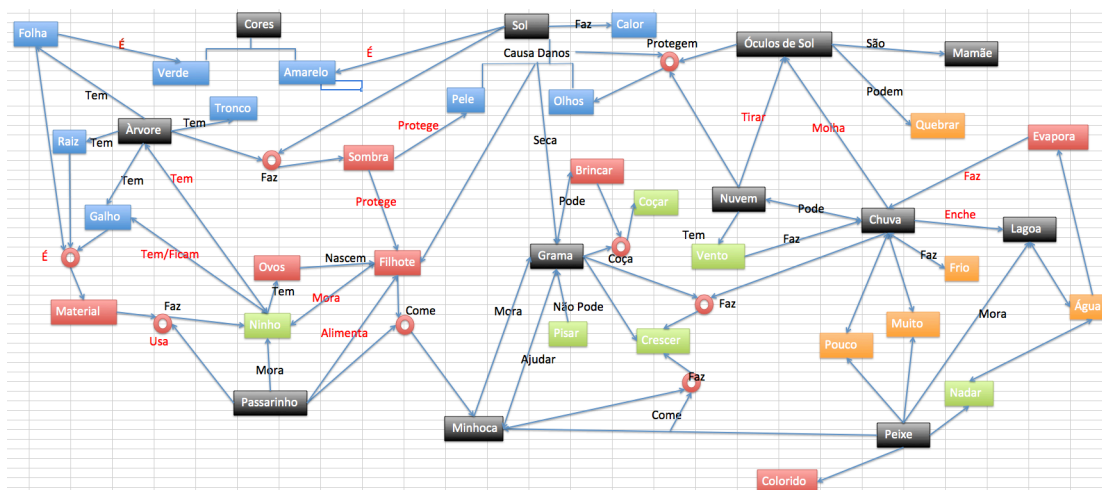 Cores
Sol
Faz
Calor
Folha
É
Protegem
Óculos de Sol
São
Mamãe
Causa Danos
É
Verde
Amarelo
Podem
Tem
Tronco
Pele
Olhos
Tirar
Molha
Quebrar
Àrvore
Tem
Protege
Evapora
Raiz
Tem
Seca
Sombra
Faz
Brincar
Faz
Tem
Tem
Protege
Pode
Coçar
Nuvem
Pode
Galho
Chuva
Enche
Lagoa
Tem/Ficam
Tem
Faz
É
Ovos
Nascem
Filhote
Grama
Coça
Vento
Faz
Frio
Tem
Mora
Material
Faz
Come
Mora
Não Pode
Faz
Água
Ninho
Alimenta
Pisar
Crescer
Muito
Mora
Usa
Pouco
Ajudar
Mora
Faz
Nadar
Passarinho
Come
Minhoca
Peixe
Colorido